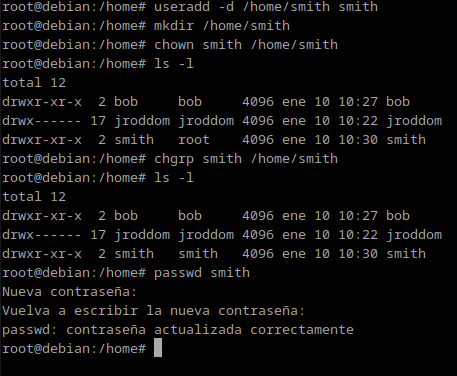 root@debian:/home# useradd -d /home/smith smith
root@debian:/home# mkdir /home/smith
root@debian:/home# chown smith /home/smith
root@debian:/home# ls -l
total 12
drwxr-xr-x  2 bob     bob     4096 ene 10 10:27 bob
drwx------ 17 jroddom jroddom 4096 ene 10 10:22 jroddom
drwxr-xr-x  2 smith   root    4096 ene 10 10:30 smith
root@debian:/home# chgrp smith /home/smith
root@debian:/home# ls -l
total 12
drwxr-xr-x  2 bob     bob     4096 ene 10 10:27 bob
drwx------ 17 jroddom jroddom 4096 ene 10 10:22 jroddom
drwxr-xr-x  2 smith   smith   4096 ene 10 10:30 smith
root@debian:/home# passwd smith
Nueva contraseña:
Vuelva a escribir la nueva contraseña:
passwd: contraseña actualizada correctamente
root@debian:/home#